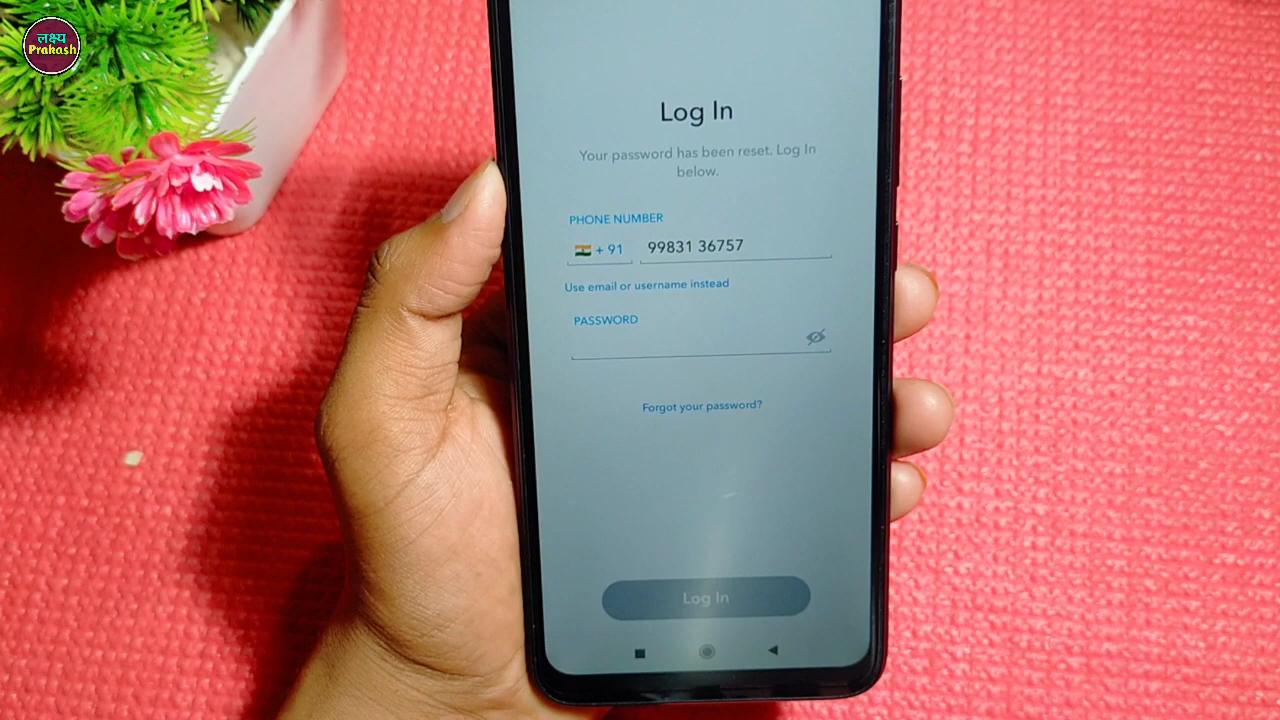 लक्ष्य
Prakash
Log In
Your password has been reset. Log In
below.
PHONE NUMBER
+ 91 99831 36757
Use email or username instead
PASSWORD
Forgot your password?
Log In